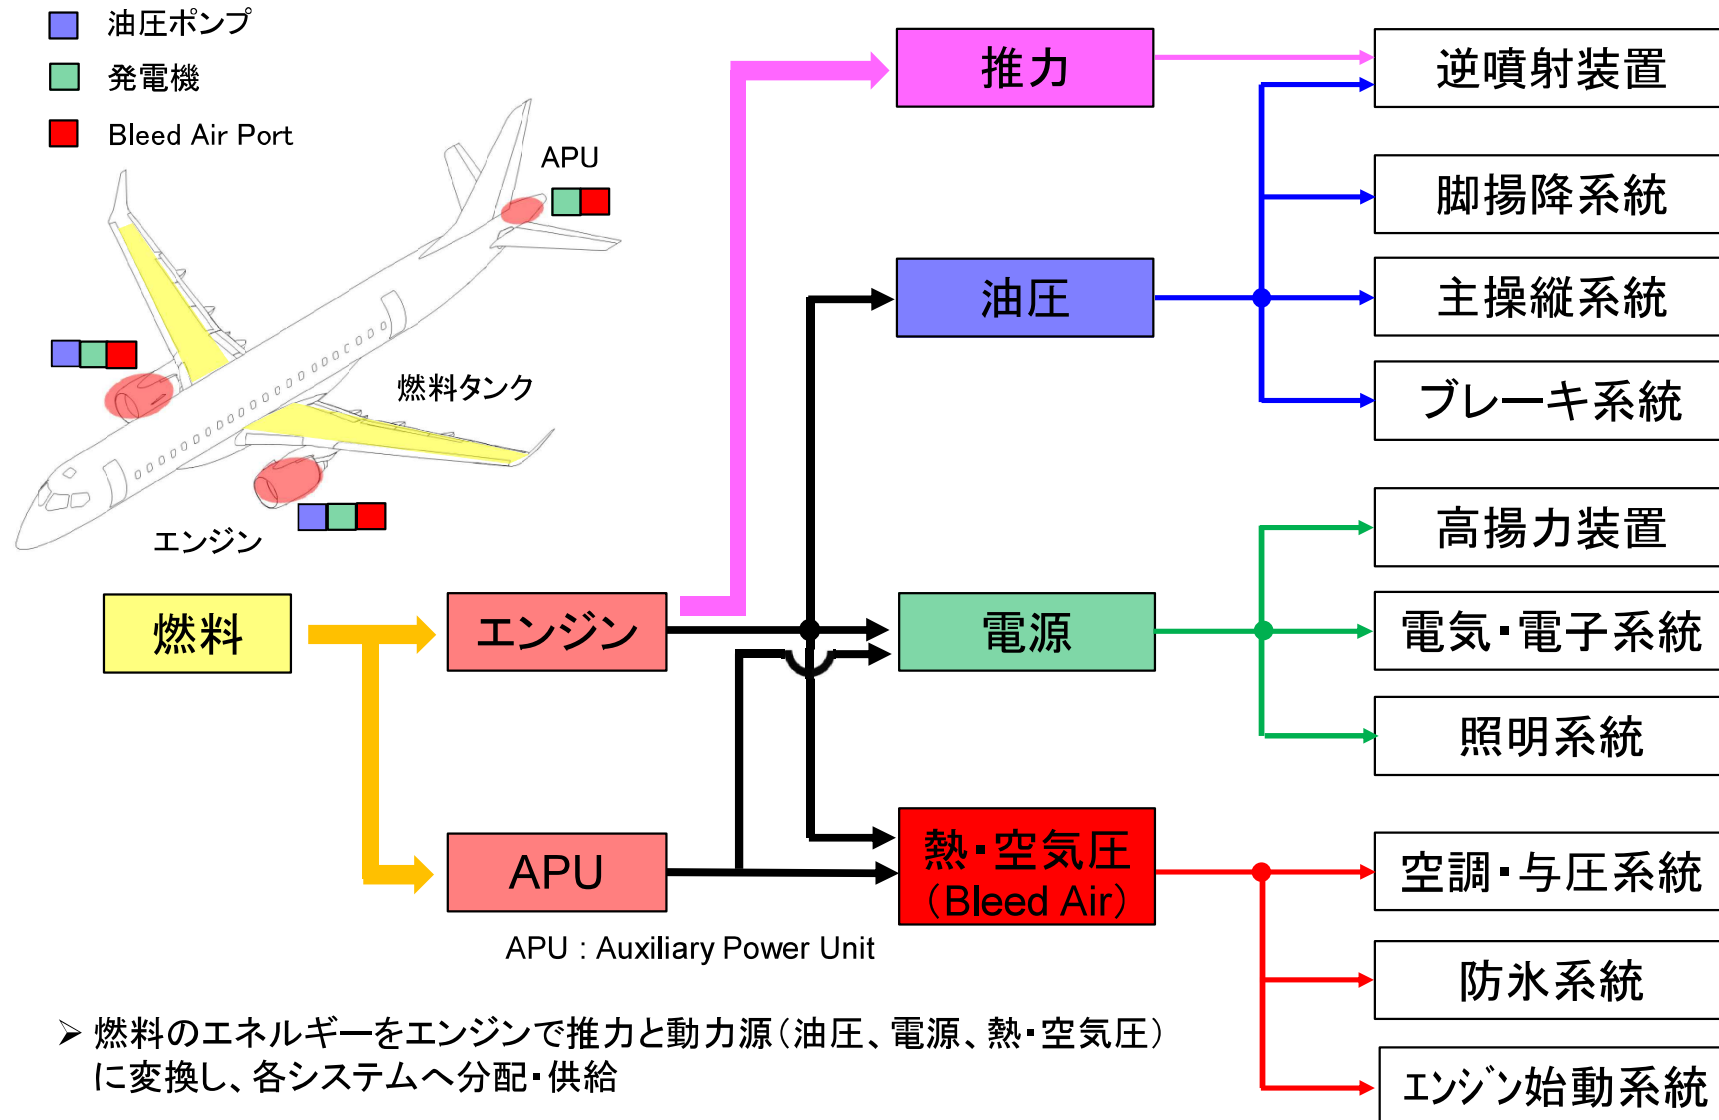 油圧ポンプ
発電機
Bleed Air Port
APU
燃料タンク
エンジン
燃料
エンジン
APU
APU : Auxiliary Power Unit
推力
油圧
電源
熱・空気圧
（Bleed Air）
逆噴射装置
脚揚降系統
主操縦系統
ブレーキ系統
高揚力装置
電気・電子系統
照明系統
空調・与圧系統
防氷系統
ｴﾝｼﾞﾝ始動系統
➢ 燃料のエネルギーをエンジンで推力と動力源（油圧、電源、熱・空気圧）
に変換し、各システムへ分配・供給